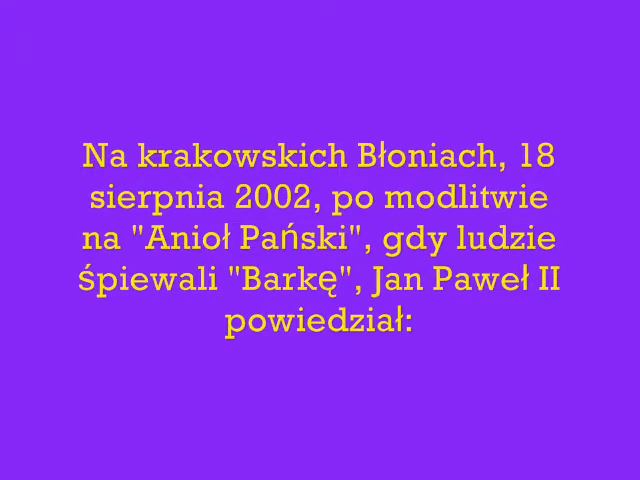 Na krakowskich Błoniach, 18
sierpnia 2002, po modlitwie
na "Anioł Pański", gdy ludzie
śpiewali "Barkę", Jan Paweł II
powiedział: